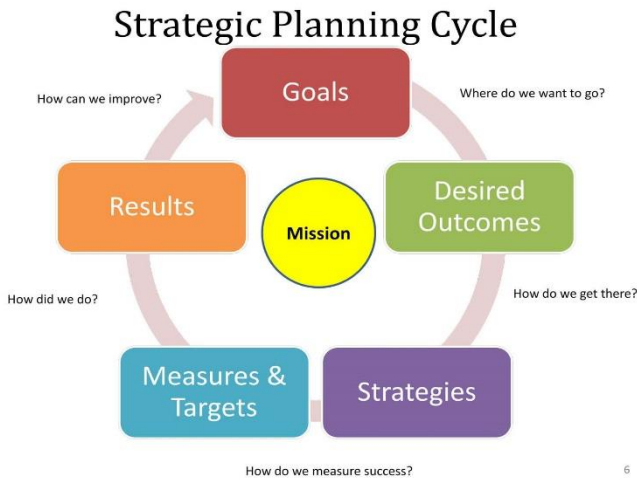 Strategic Planning Cycle
Goals
How can we improve?
Where do we want to go?
Results
Mission
Desired
Outcomes
How did we do?
How do we get there?
Measures &
Targets
Strategies
How do we measure success?
6